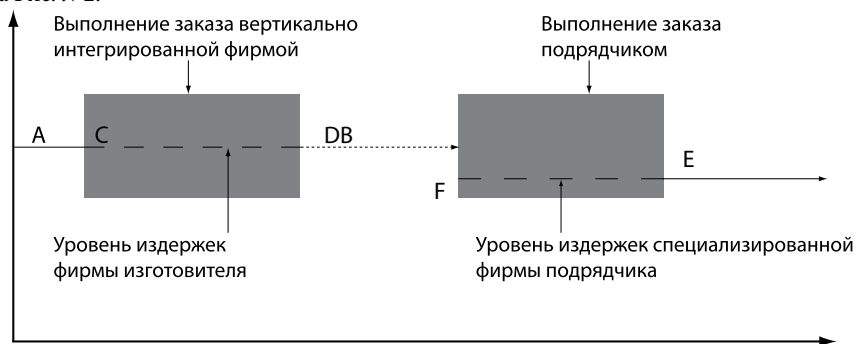 Выполнение заказа вертикально
интегрированной фирмой
Выполнение заказа
подрядчиком
A
C
DB
E
F
Уровень издержек
фирмы изготовителя
Уровень издержек специализированной
фирмы подрядчика